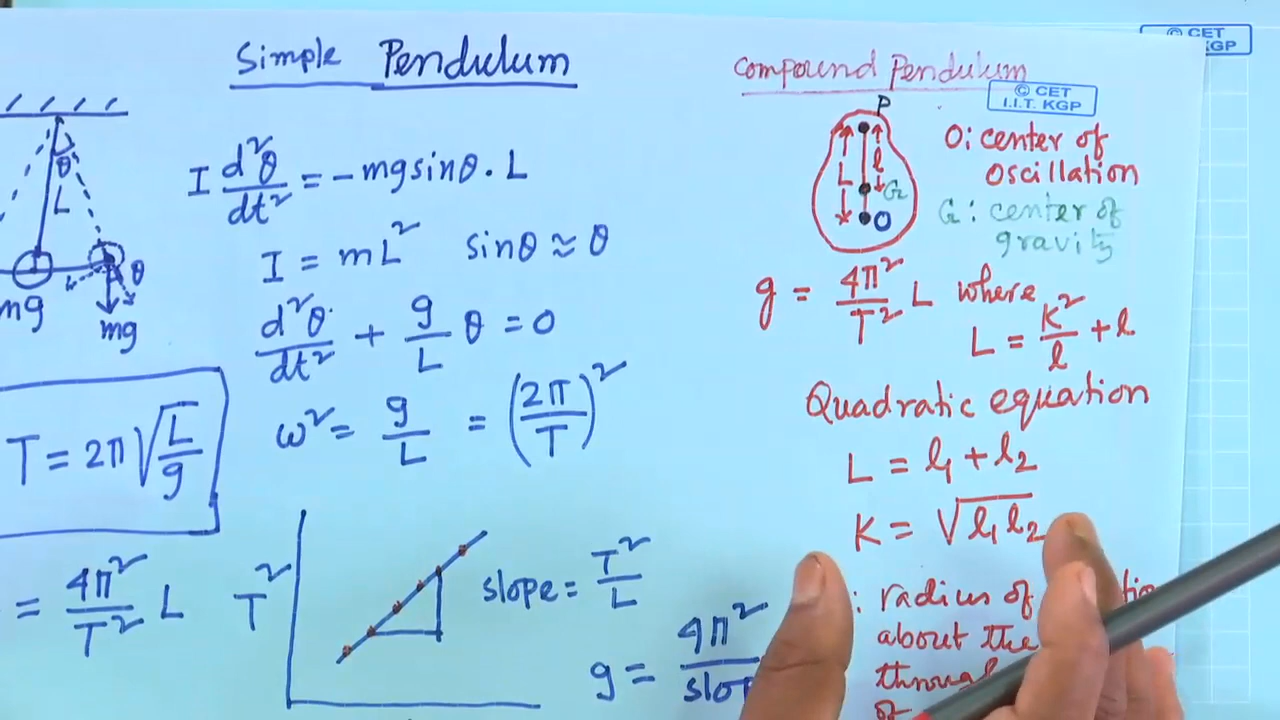 Simple Pendulum
θ
L
θ
mg
mg
I d²θ/dt² = -mg sinθ · L
I = mL² sinθ ≈ θ
d²θ/dt² + g/L θ = 0
ω² = g/L = (2π/T)²
T = 2π√(L/g)
= 4π²/T² L
T²
slope = T²/L
g = 4π²/
Compound Pendulum
© CET
I.I.T. KGP
© CET
KGP
P
L
l
G
O
O: center of
oscillation
G: center of
gravity
g = 4π²/T² L where
L = K²/l + l
Quadratic equation
L = l₁ + l₂
K = √l₁l₂
: radius of
about the
of